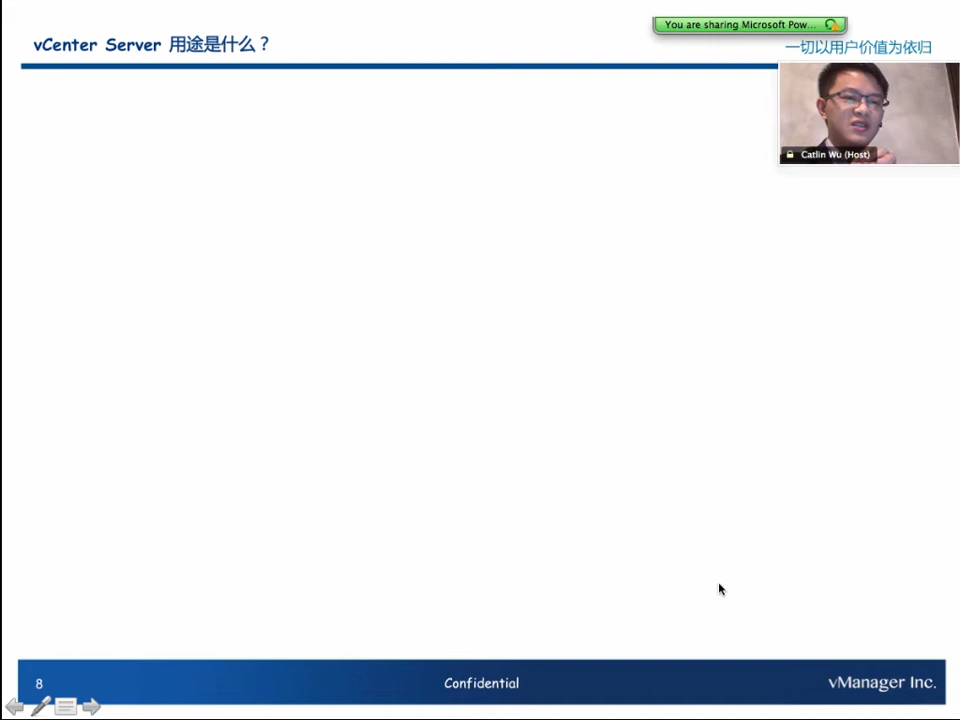 You are sharing Microsoft Pow...
vCenter Server 用途是什么？
一切以用户价值为依归
Catlin Wu (Host)
8
Confidential
vManager Inc.